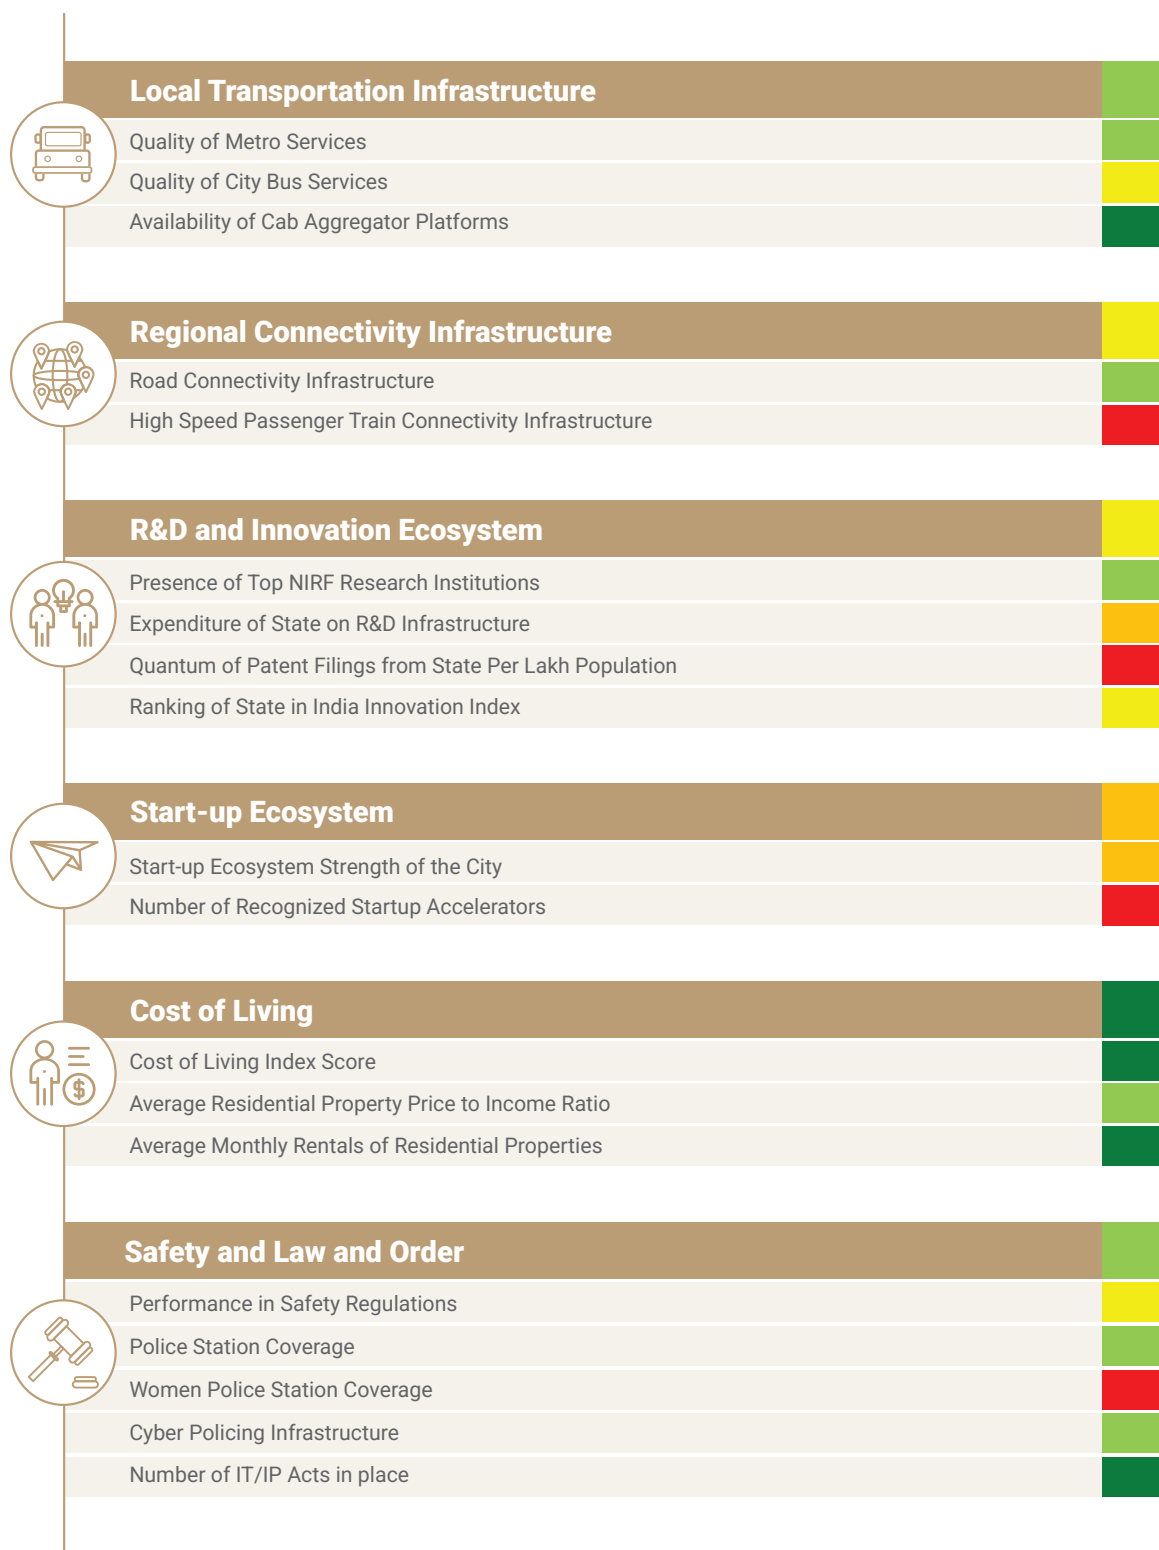 Local Transportation Infrastructure
Quality of Metro Services
Quality of City Bus Services
Availability of Cab Aggregator Platforms
Regional Connectivity Infrastructure
Road Connectivity Infrastructure
High Speed Passenger Train Connectivity Infrastructure
R&D and Innovation Ecosystem
Presence of Top NIRF Research Institutions
Expenditure of State on R&D Infrastructure
Quantum of Patent Filings from State Per Lakh Population
Ranking of State in India Innovation Index
Start-up Ecosystem
Start-up Ecosystem Strength of the City
Number of Recognized Startup Accelerators
Cost of Living
Cost of Living Index Score
Average Residential Property Price to Income Ratio
Average Monthly Rentals of Residential Properties
Safety and Law and Order
Performance in Safety Regulations
Police Station Coverage
Women Police Station Coverage
Cyber Policing Infrastructure
Number of IT/IP Acts in place